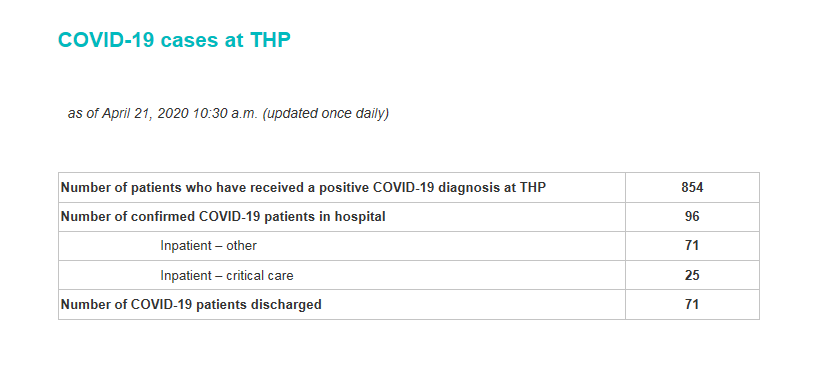 COVID-19 cases at THP
as of April 21, 2020 10:30 a.m. (updated once daily)
Number of patients who have received a positive COVID-19 diagnosis at THP 854
Number of confirmed COVID-19 patients in hospital 96
Inpatient – other 71
Inpatient – critical care 25
Number of COVID-19 patients discharged 71